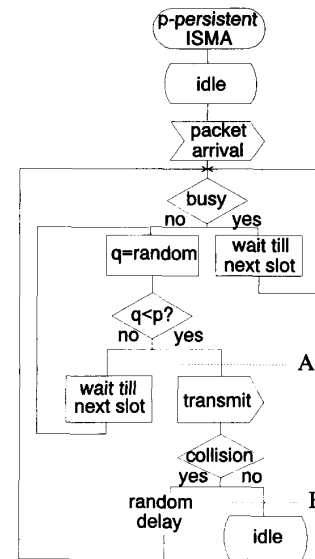 p-persistent
ISMA
idle
packet
arrival
busy
no yes
q=random
wait till
next slot
q<p?
no yes
A
wait till
next slot
transmit
collision
yes no
random
delay
idle